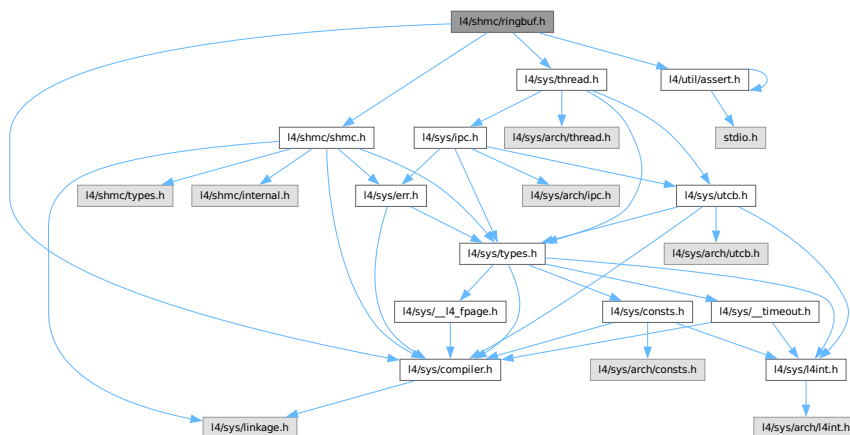 l4/shmc/ringbuf.h
l4/sys/thread.h
l4/util/assert.h
l4/shmc/shmc.h
l4/sys/ipc.h
l4/sys/arch/thread.h
stdio.h
l4/shmc/types.h
l4/shmc/internal.h
l4/sys/err.h
l4/sys/arch/ipc.h
l4/sys/utcb.h
l4/sys/types.h
l4/sys/arch/utcb.h
l4/sys/__l4_fpage.h
l4/sys/consts.h
l4/sys/__timeout.h
l4/sys/compiler.h
l4/sys/arch/consts.h
l4/sys/l4int.h
l4/sys/linkage.h
l4/sys/arch/l4int.h